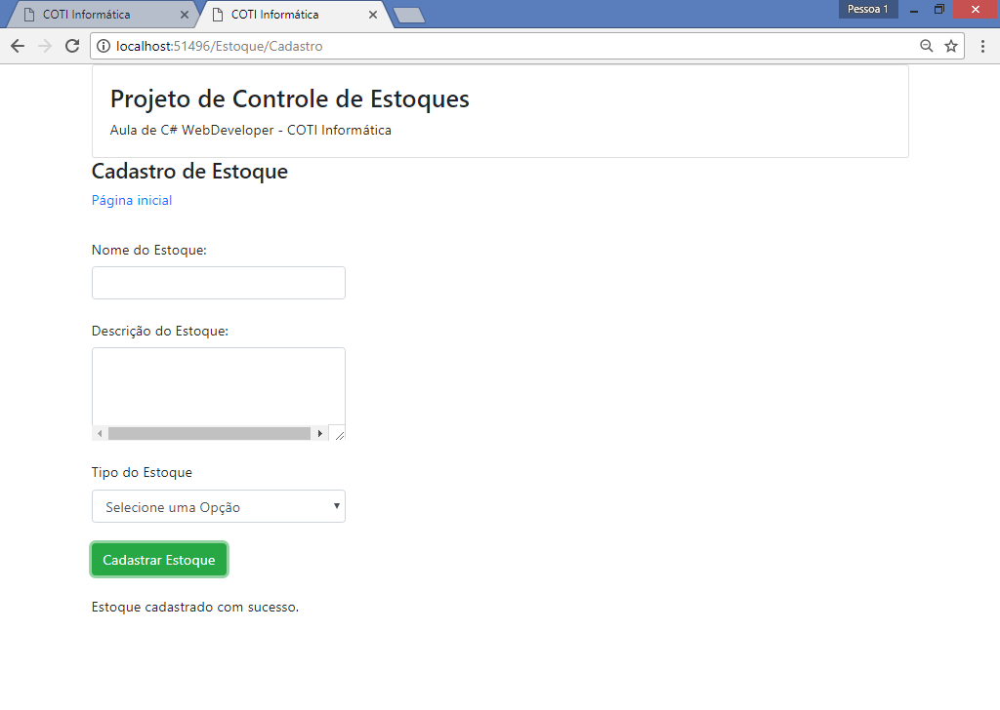 COTI Informática
COTI Informática
Pessoa 1
localhost:51496/Estoque/Cadastro
Projeto de Controle de Estoques
Aula de C# WebDeveloper - COTI Informática
Cadastro de Estoque
Página inicial
Nome do Estoque:
Descrição do Estoque:
Tipo do Estoque
Selecione uma Opção
Cadastrar Estoque
Estoque cadastrado com sucesso.